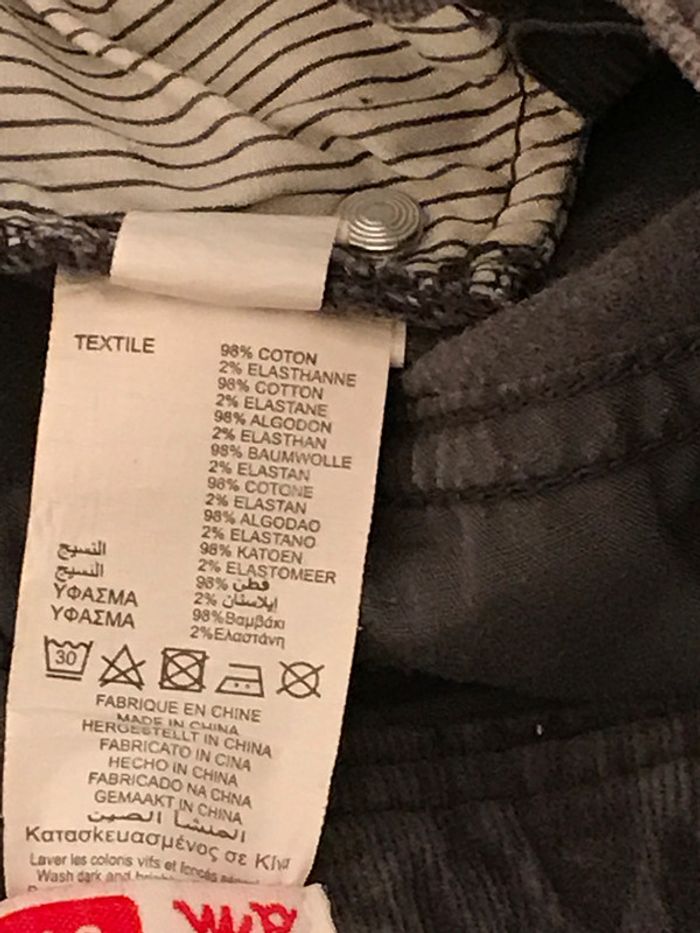 TEXTILE
98% COTON
2% ELASTHANNE
98% COTTON
2% ELASTANE
98% ALGODON
2% ELASTHAN
98% BAUMWOLLE
2% ELASTAN
98% COTONE
2% ELASTAN
98% ALGODAO
2% ELASTANO
98% KATOEN
2% ELASTOMEER
النسيج 98% قطن
النسيج 2% إيلاستان
ΥΦΑΣΜΑ 98%Βαμβάκι
ΥΦΑΣΜΑ 2%Ελαστάνη
30
FABRIQUE EN CHINE
MADE IN CHINA
HERGESTELLT IN CHINA
FABRICATO IN CINA
HECHO IN CHINA
FABRICADO NA CHNA
GEMAAKT IN CHINA
المنشأ الصين
Κατασκευασμένος σε
Laver les coloris vifs et foncés
Wash dark and